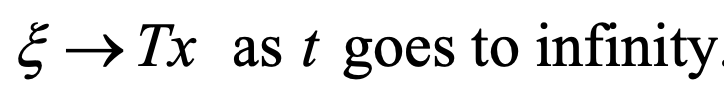 ξ → Tx as t goes to infinity.